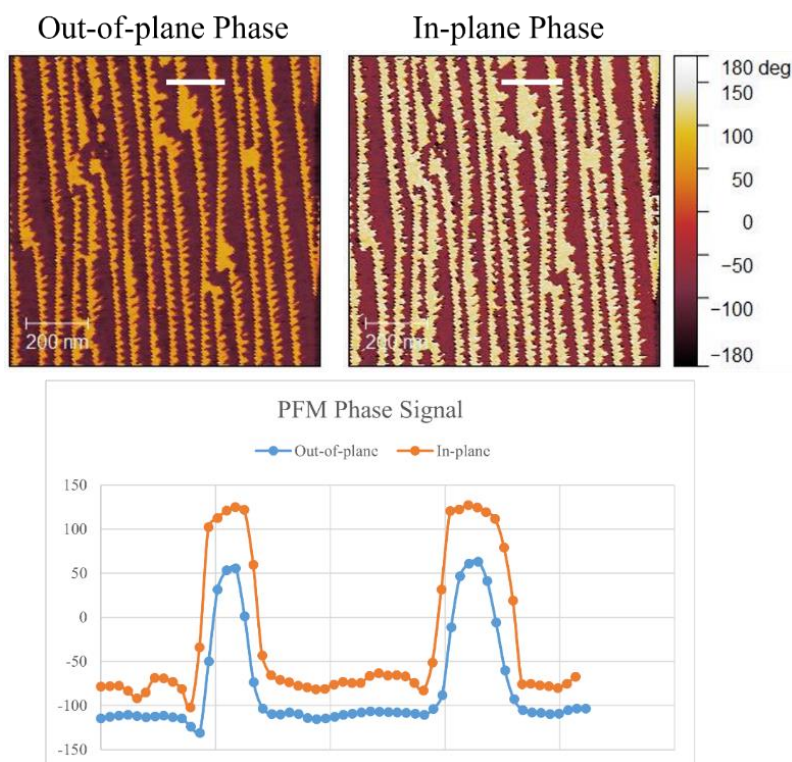 Out-of-plane Phase
In-plane Phase
180 deg
150
100
50
0
−50
−100
−180
200 nm
200 nm
PFM Phase Signal
Out-of-plane
In-plane
150
100
50
0
-50
-100
-150